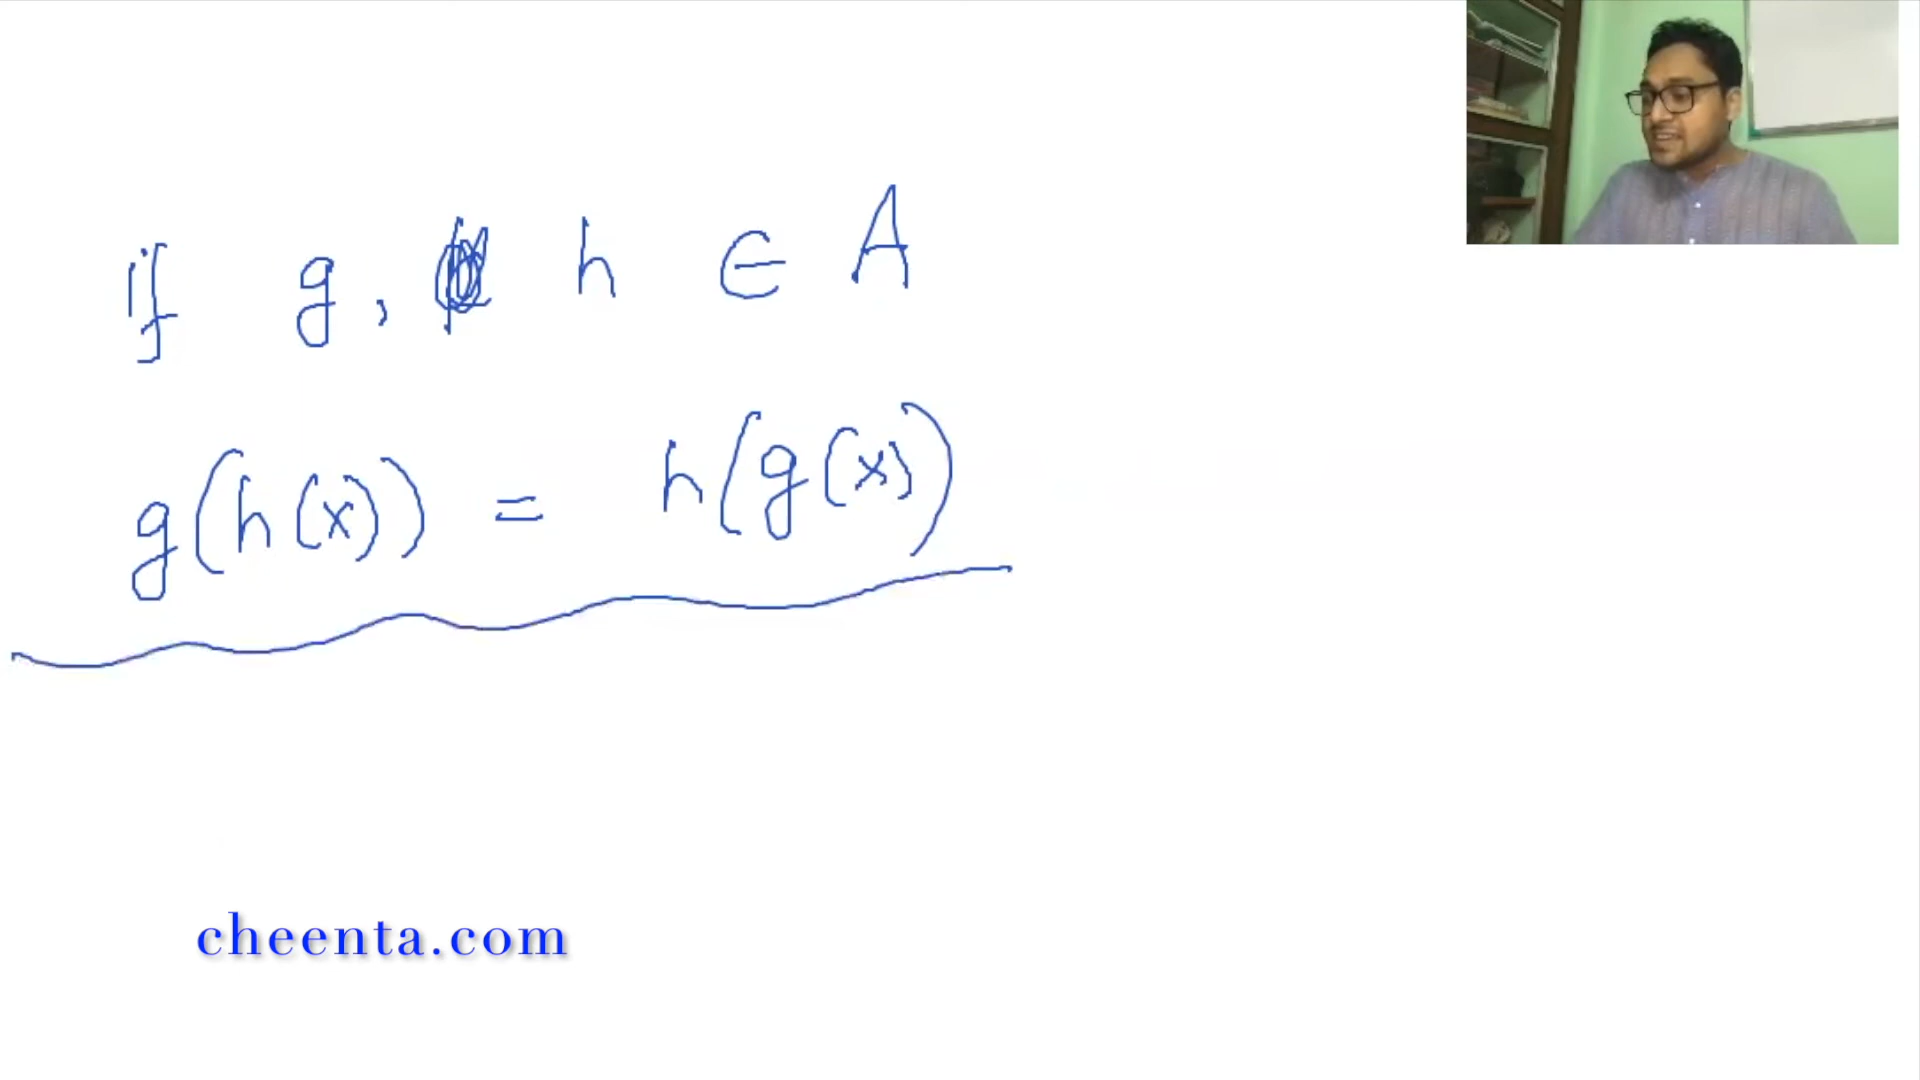 if g, h ∈ A
g(h(x)) = h(g(x))
cheenta.com